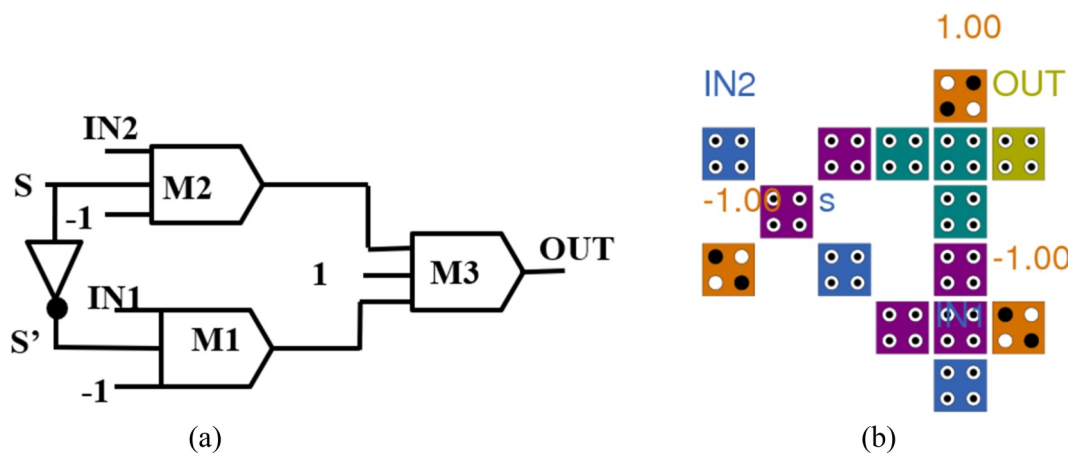 IN2
S
M2
-1
IN1
S’
M1
-1
1
M3
OUT
(a)
1.00
IN2
OUT
-1.00
s
-1.00
IN1
(b)